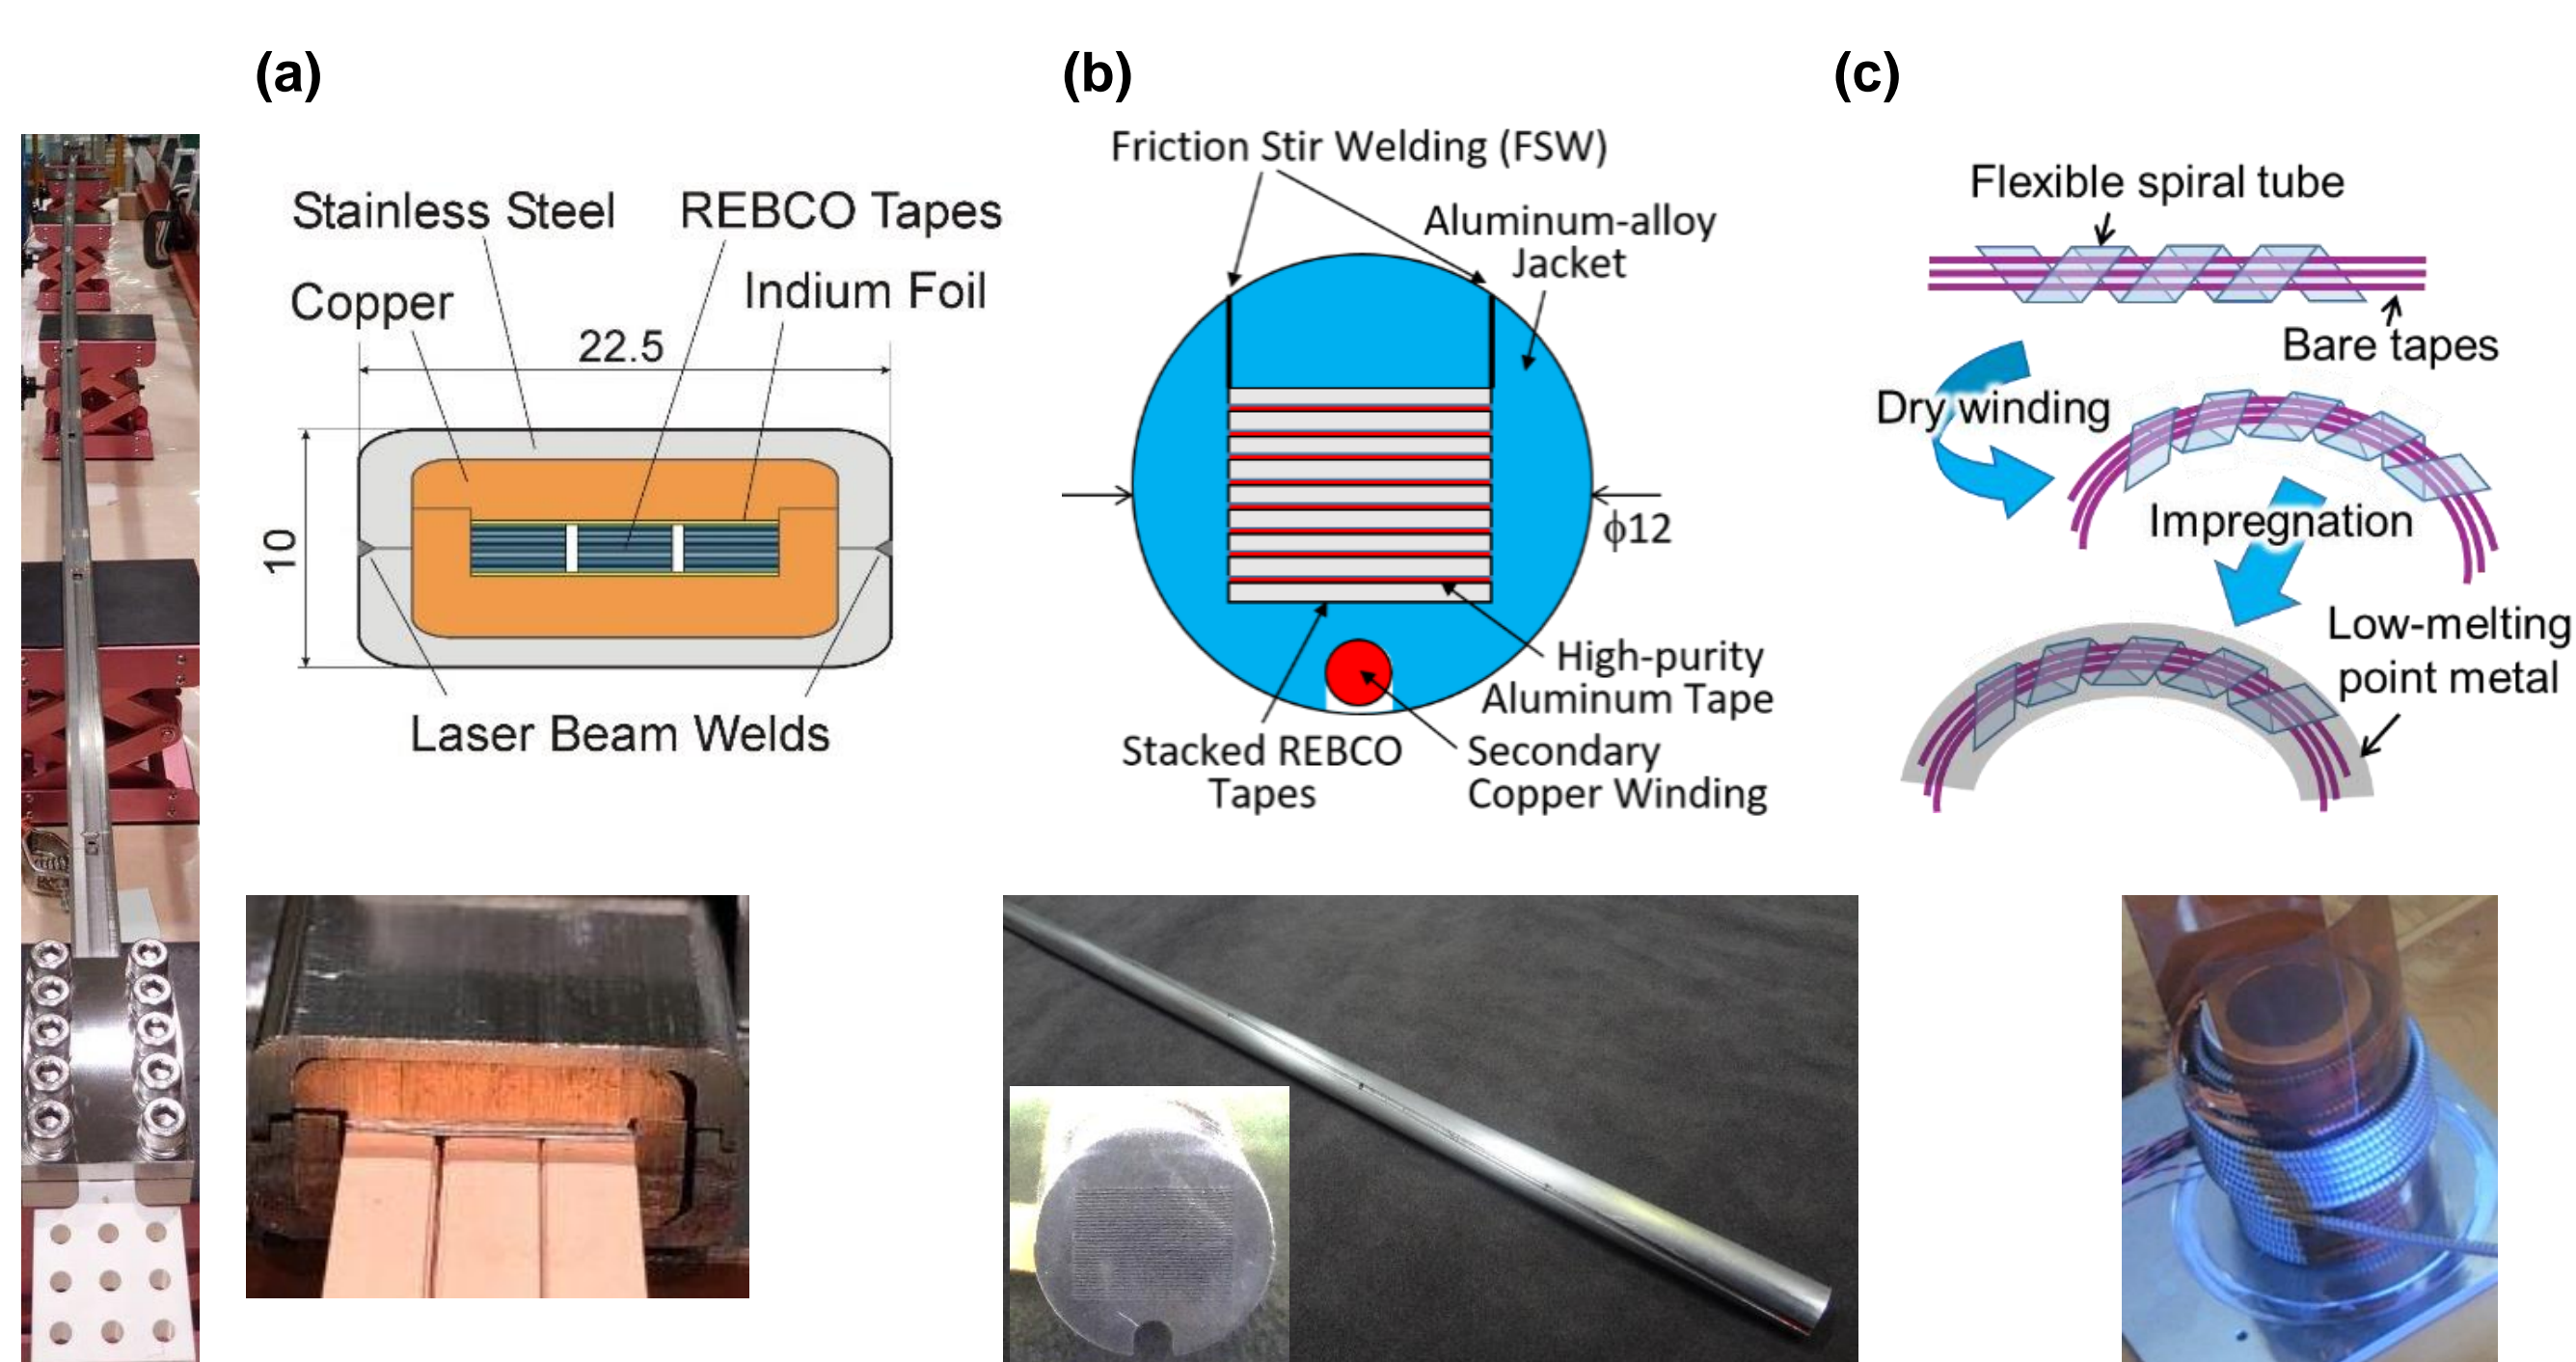 (a)
Stainless Steel
REBCO Tapes
Copper
Indium Foil
22.5
10
Laser Beam Welds
(b)
Friction Stir Welding (FSW)
Aluminum-alloy
Jacket
ϕ12
High-purity
Aluminum Tape
Stacked REBCO
Tapes
Secondary
Copper Winding
(c)
Flexible spiral tube
Bare tapes
Dry winding
Impregnation
Low-melting
point metal